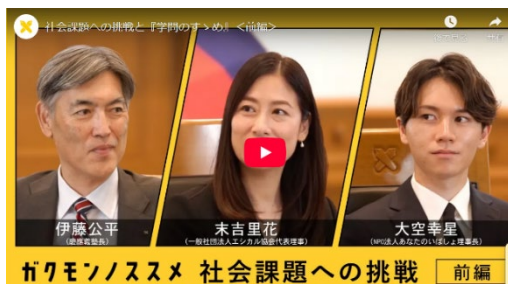 社会課題への挑戦と『学問のすゝめ』＜前編＞
伊藤公平
(慶應義塾長)
末吉里花
(一般社団法人エシカル協会代表理事)
大空幸星
(NPO法人あなたのいばしょ理事長)
ガクモンノススメ 社会課題への挑戦 前編